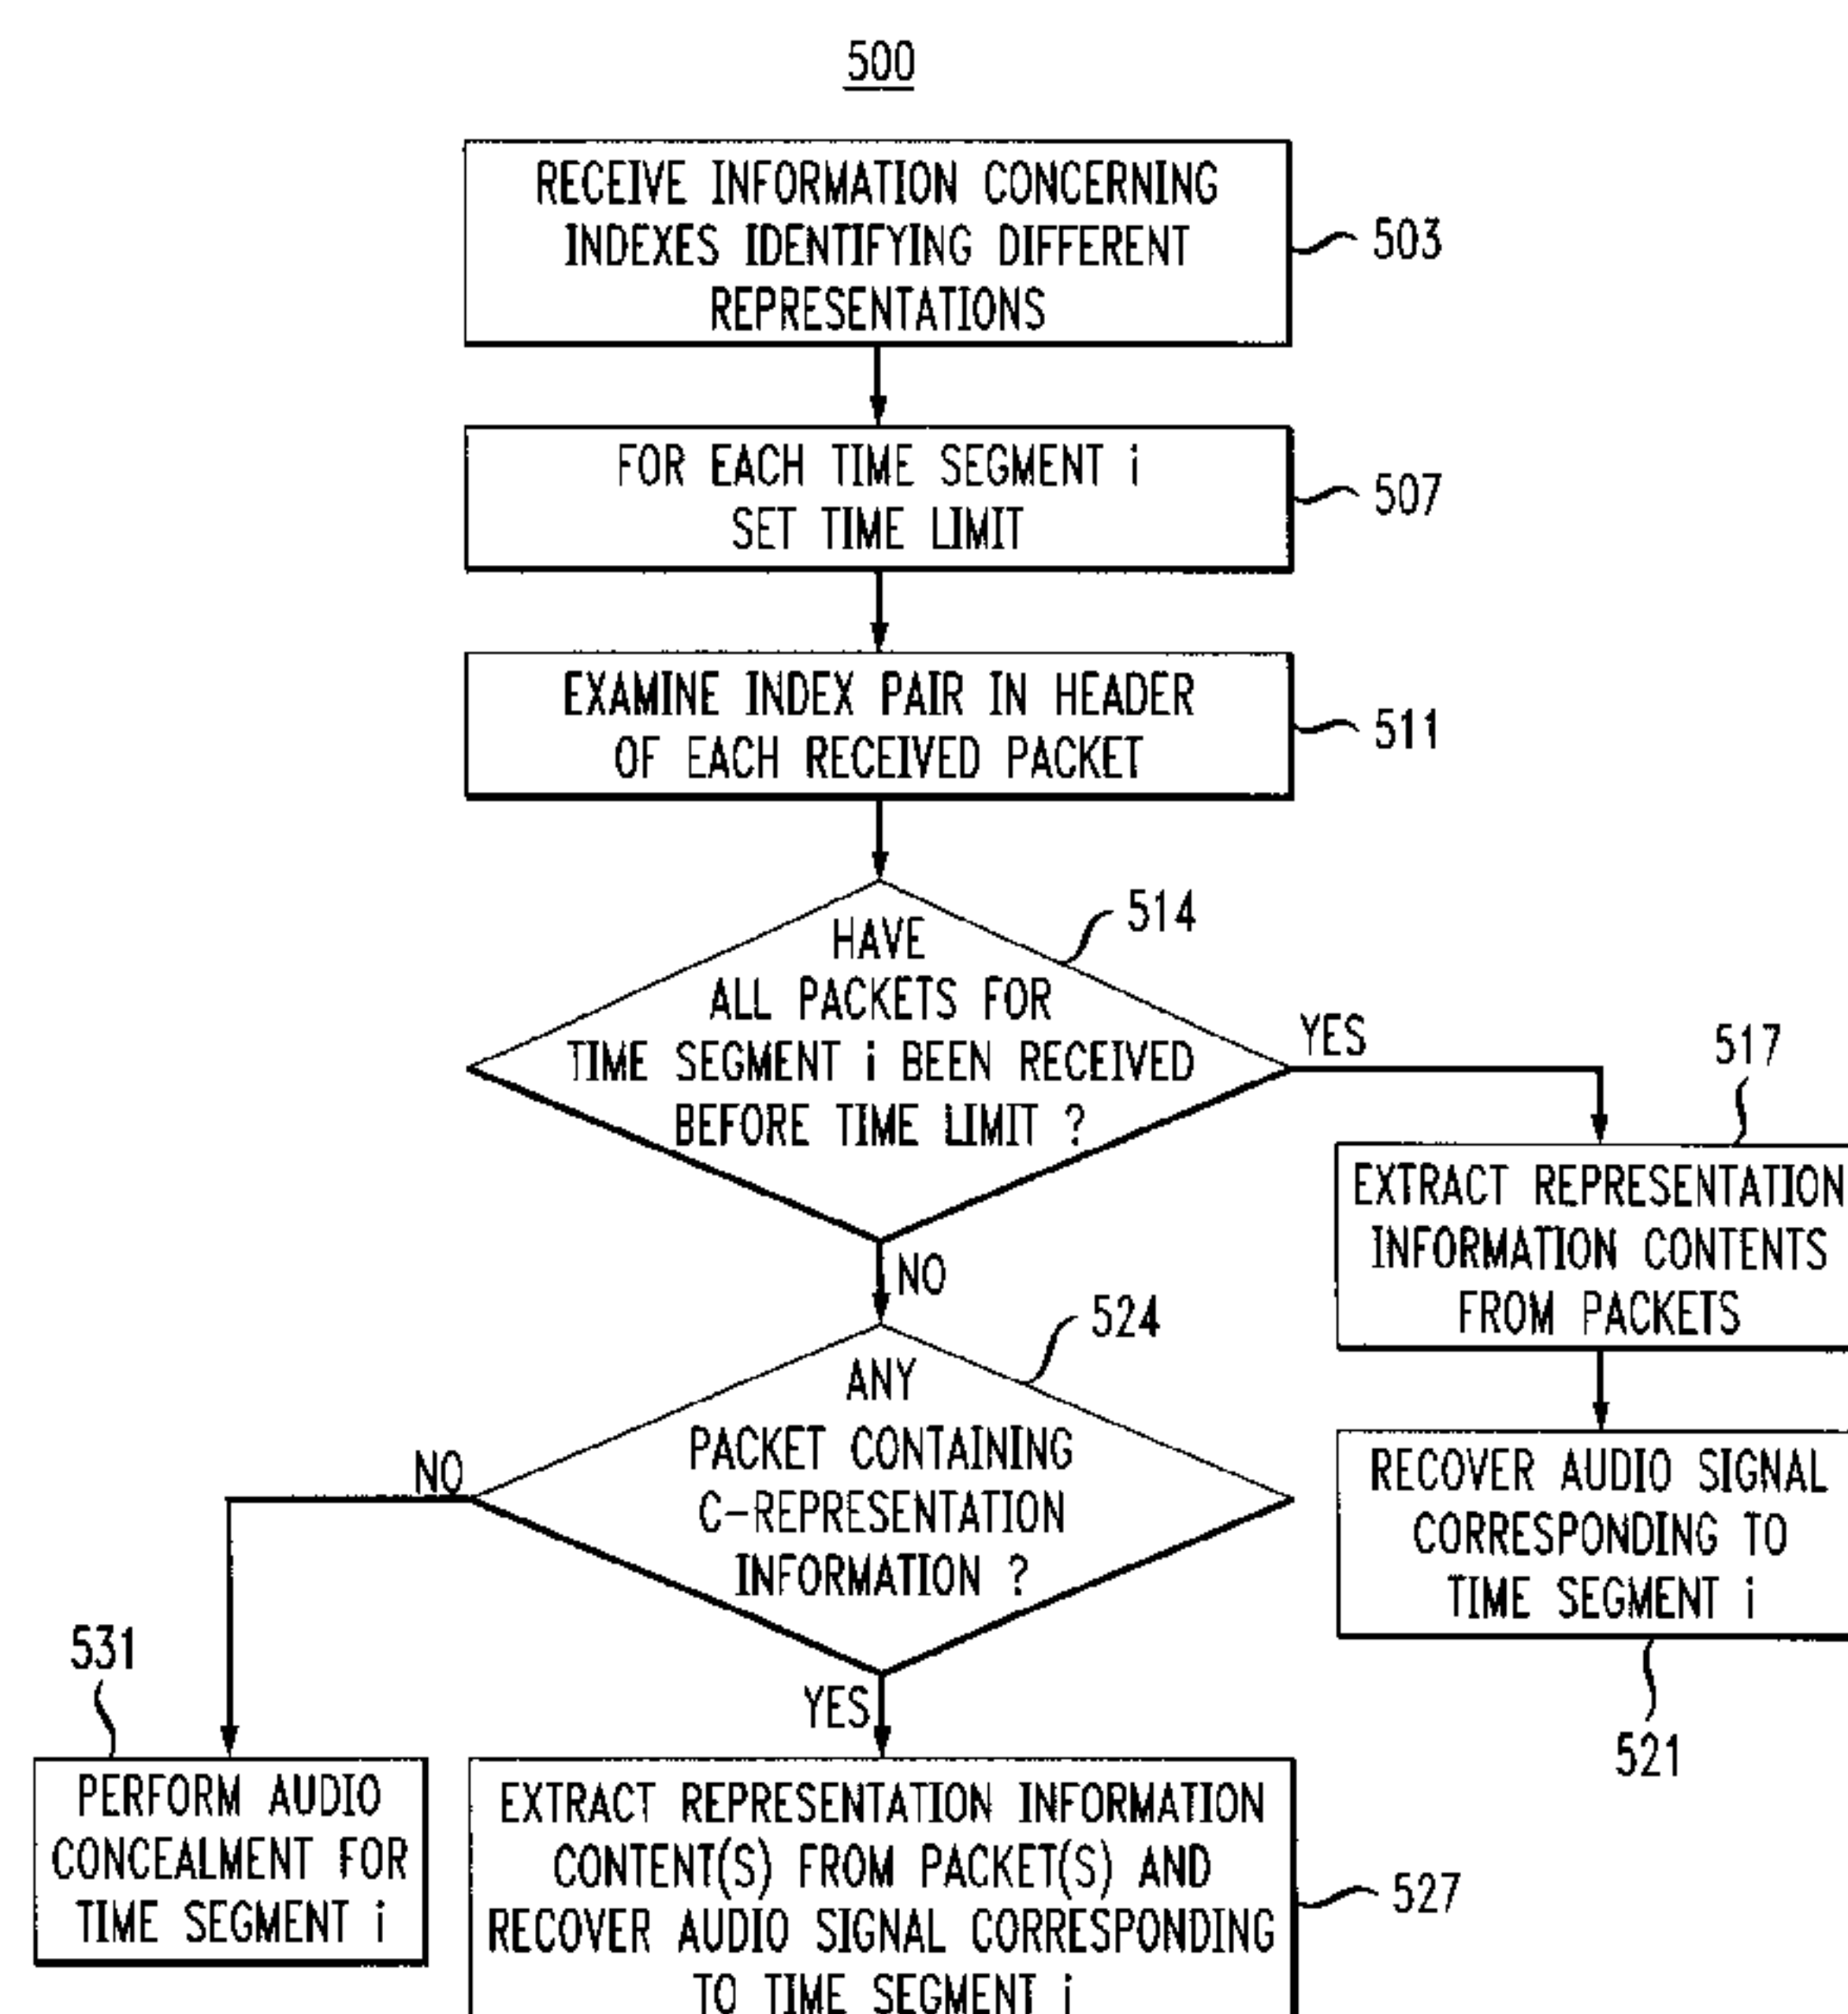 500
RECEIVE INFORMATION CONCERNING
INDEXES IDENTIFYING DIFFERENT
REPRESENTATIONS
503
FOR EACH TIME SEGMENT i
SET TIME LIMIT
507
EXAMINE INDEX PAIR IN HEADER
OF EACH RECEIVED PACKET
511
HAVE
ALL PACKETS FOR
TIME SEGMENT i BEEN RECEIVED
BEFORE TIME LIMIT ?
514
YES
517
EXTRACT REPRESENTATION
INFORMATION CONTENTS
FROM PACKETS
NO
524
ANY
PACKET CONTAINING
C-REPRESENTATION
INFORMATION ?
RECOVER AUDIO SIGNAL
CORRESPONDING TO
TIME SEGMENT i
521
NO
531
PERFORM AUDIO
CONCEALMENT FOR
TIME SEGMENT i
YES
EXTRACT REPRESENTATION INFORMATION
CONTENT(S) FROM PACKET(S) AND
RECOVER AUDIO SIGNAL CORRESPONDING
TO TIME SEGMENT i
527